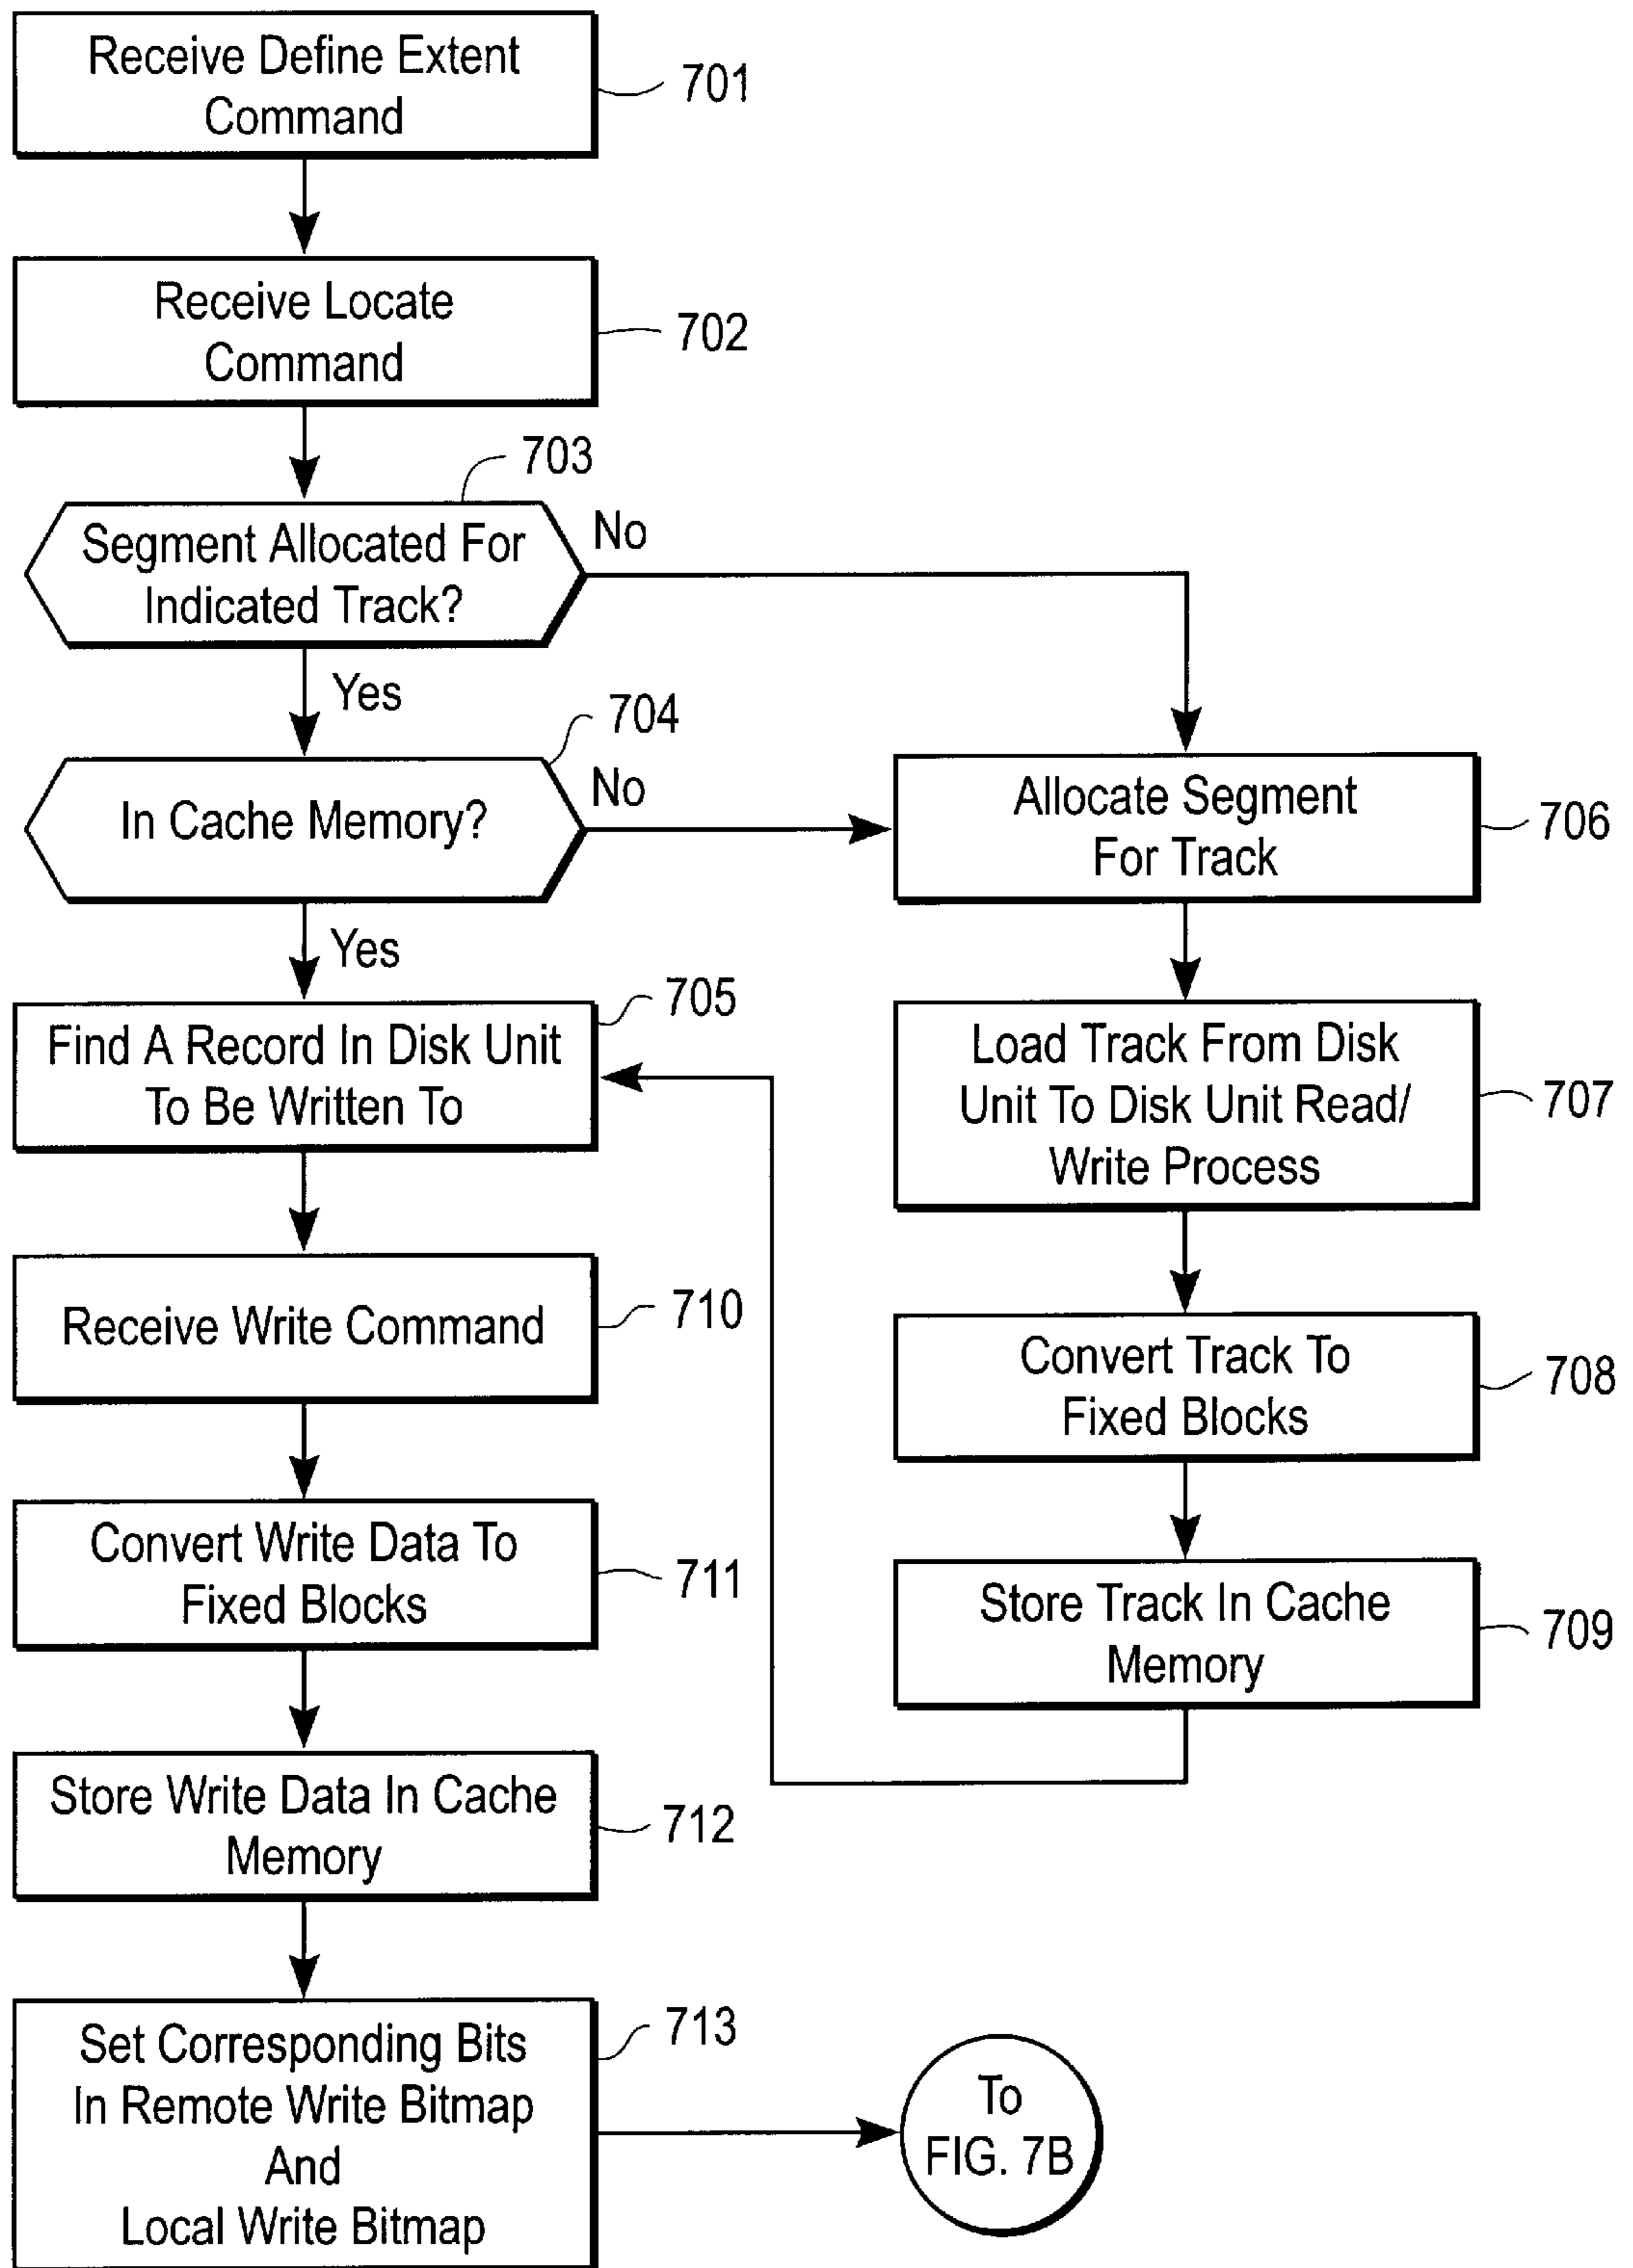 Receive Define Extent
Command
701
Receive Locate
Command
702
703
Segment Allocated For
Indicated Track?
No
Yes
704
In Cache Memory?
No
Yes
Allocate Segment
For Track
706
705
Find A Record In Disk Unit
To Be Written To
Load Track From Disk
Unit To Disk Unit Read/
Write Process
707
Receive Write Command
710
Convert Track To
Fixed Blocks
708
Convert Write Data To
Fixed Blocks
711
Store Track In Cache
Memory
709
Store Write Data In Cache
Memory
712
Set Corresponding Bits
In Remote Write Bitmap
And
Local Write Bitmap
713
To
FIG. 7B